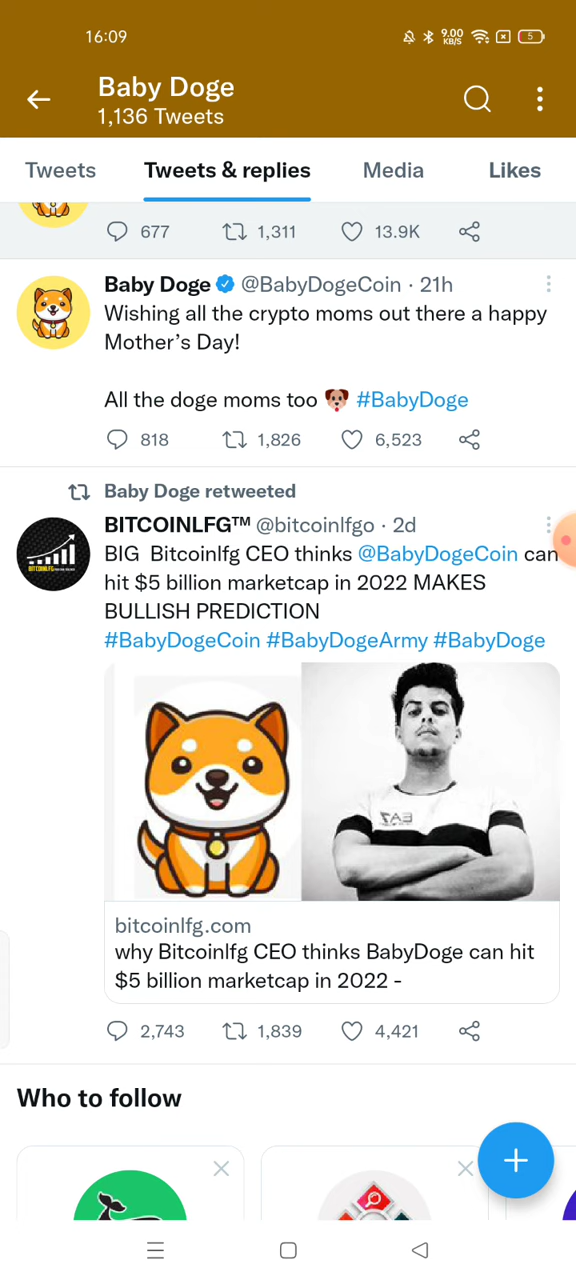 16:09
9.00
KB/S
5
Baby Doge
1,136 Tweets
Tweets
Tweets & replies
Media
Likes
677
1,311
13.9K
Baby Doge @BabyDogeCoin · 21h
Wishing all the crypto moms out there a happy
Mother's Day!
All the doge moms too #BabyDoge
818
1,826
6,523
Baby Doge retweeted
BITCOINLFG™ @bitcoinlfgo · 2d
BIG Bitcoinlfg CEO thinks @BabyDogeCoin can
hit $5 billion marketcap in 2022 MAKES
BULLISH PREDICTION
#BabyDogeCoin #BabyDogeArmy #BabyDoge
BITCOINLFG
bitcoinlfg.com
why Bitcoinlfg CEO thinks BabyDoge can hit
$5 billion marketcap in 2022 -
2,743
1,839
4,421
Who to follow